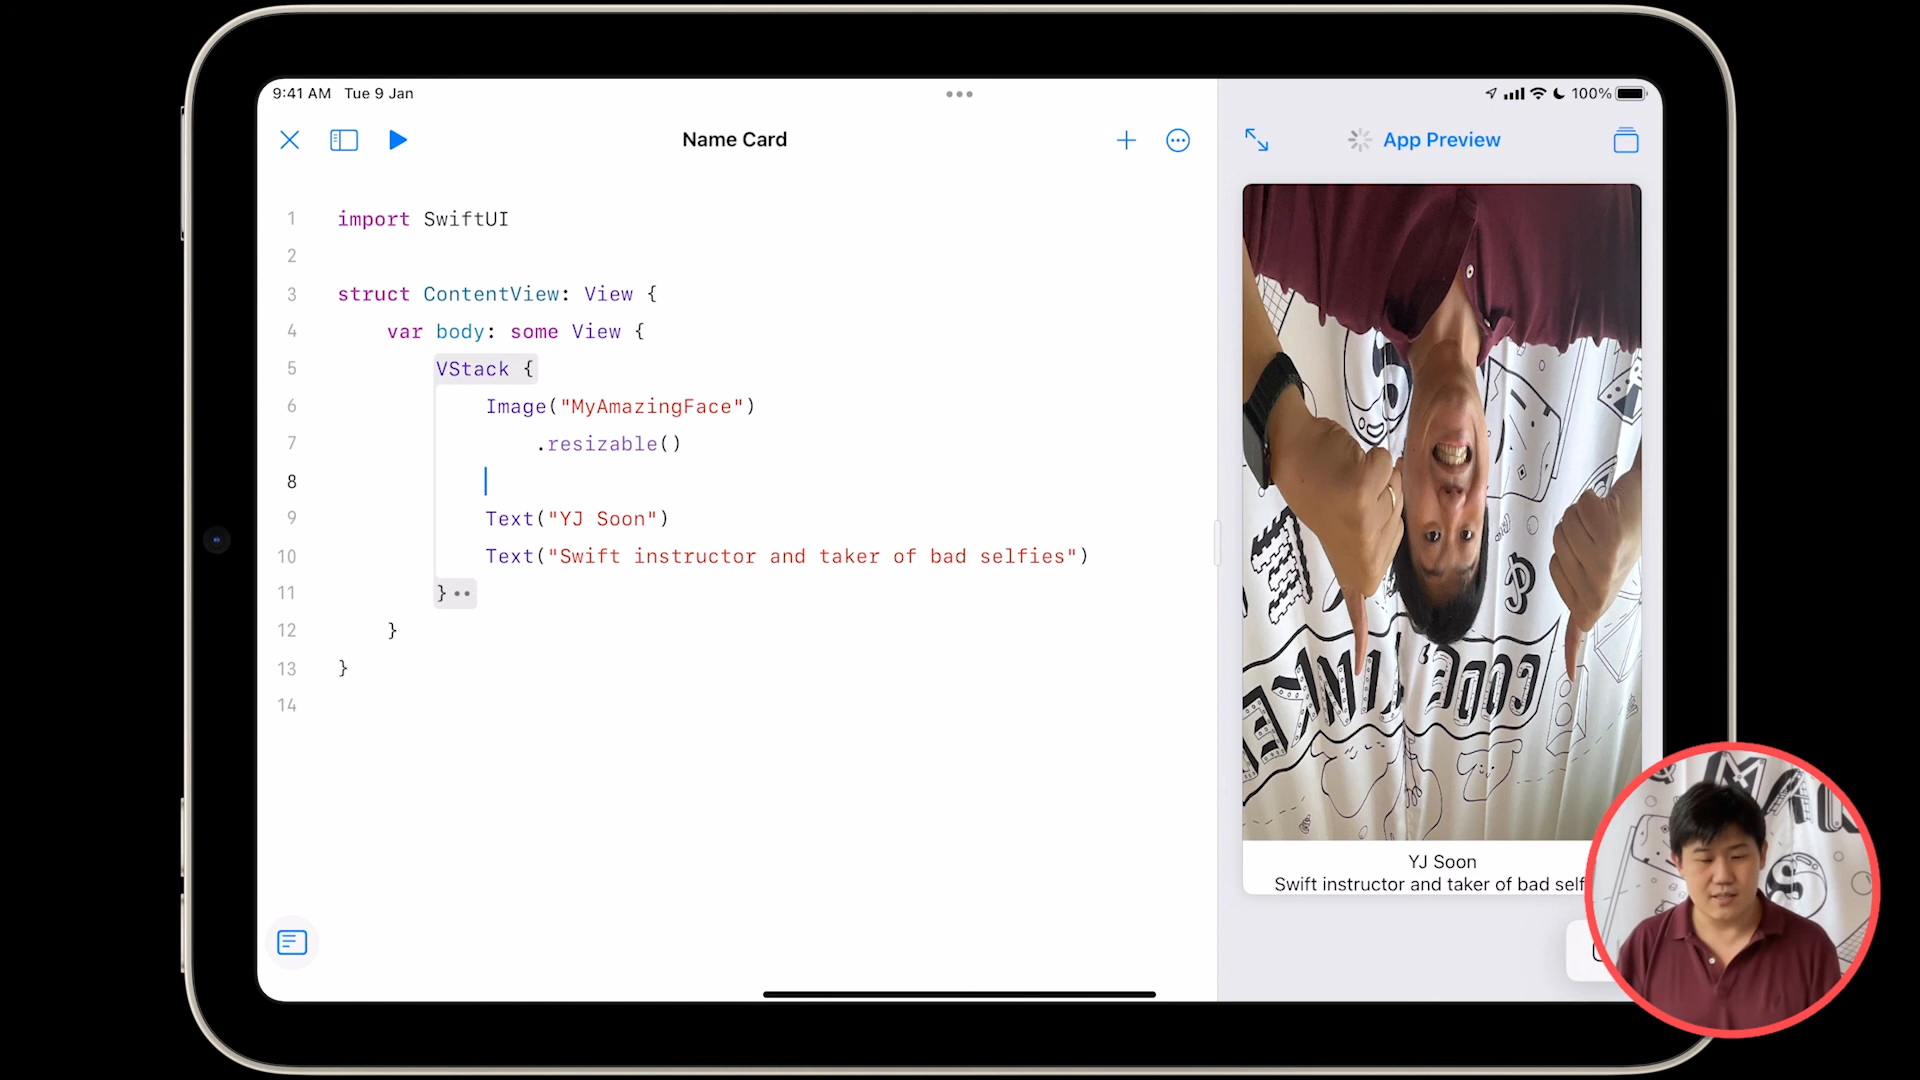 9:41 AM Tue 9 Jan
100%
Name Card
App Preview
1 import SwiftUI
2
3 struct ContentView: View {
4 var body: some View {
5 VStack {
6 Image("MyAmazingFace")
7 .resizable()
8
9 Text("YJ Soon")
10 Text("Swift instructor and taker of bad selfies")
11 }
12 }
13 }
14
YJ Soon
Swift instructor and taker of bad self